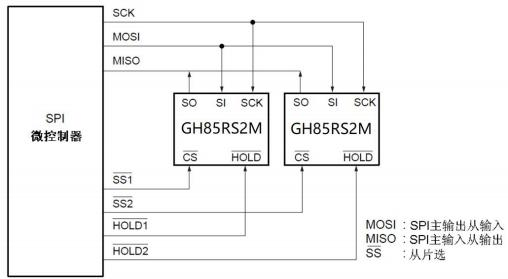 SCK
MOSI
MISO
SPI
微控制器
SO SI SCK
GH85RS2M
CS HOLD
SO SI SCK
GH85RS2M
CS HOLD
SS1
SS2
HOLD1
HOLD2
MOSI : SPI主输出从输入
MISO : SPI主输入从输出
SS : 从片选